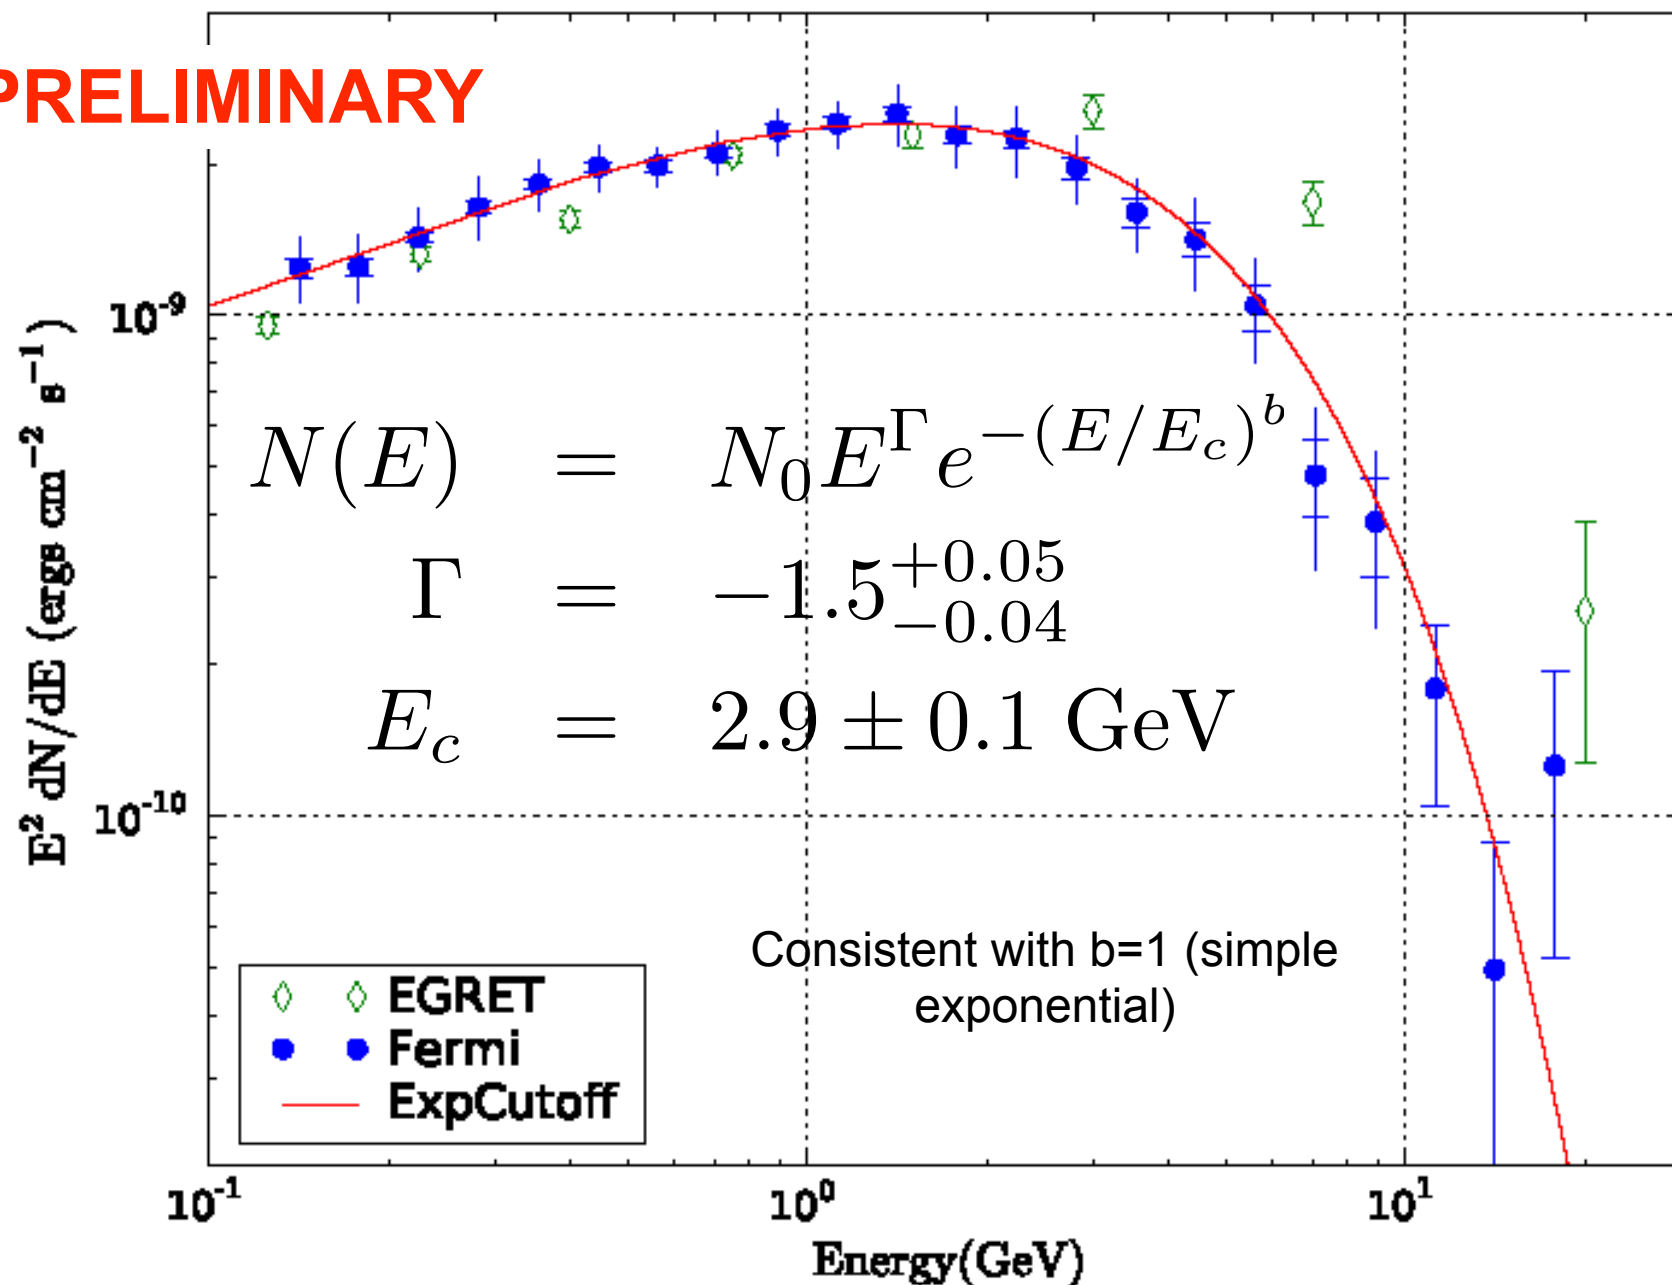 PRELIMINARY
E² dN/dE (ergs cm⁻² s⁻¹)
10⁻⁹
10⁻¹⁰
N(E) = N₀E^Γ e^{−(E/E_c)^b}
Γ = −1.5^{+0.05}_{−0.04}
E_c = 2.9 ± 0.1 GeV
Consistent with b=1 (simple
exponential)
EGRET
Fermi
ExpCutoff
10⁻¹ 10⁰ 10¹
Energy(GeV)